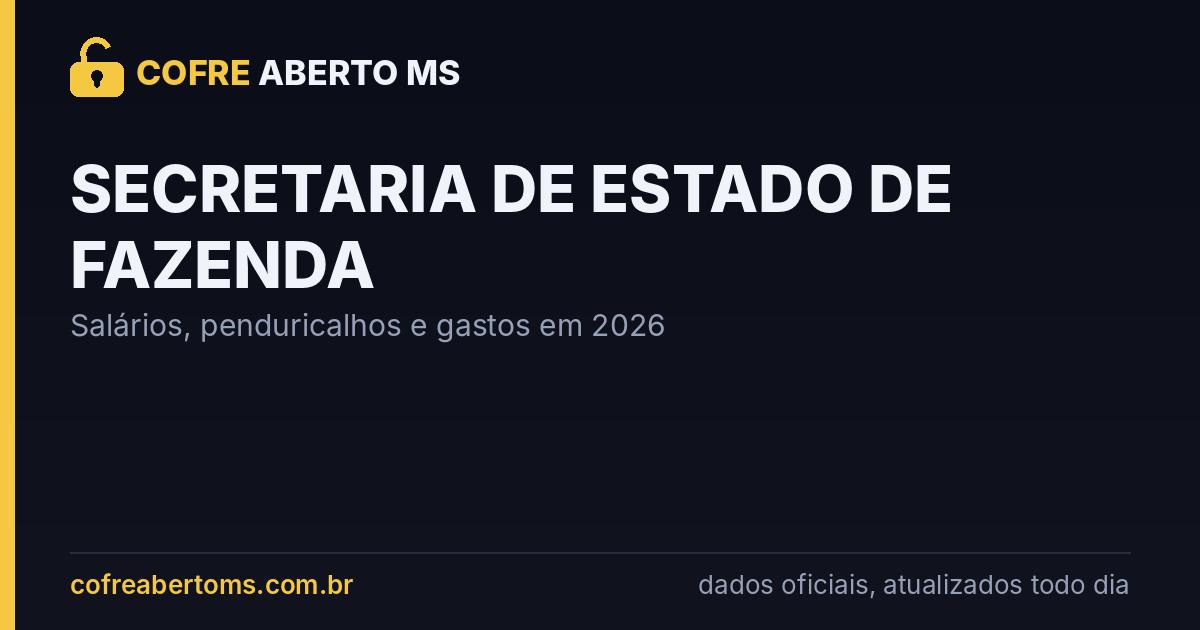 COFRE ABERTO MS
SECRETARIA DE ESTADO DE
FAZENDA
Salários, penduricalhos e gastos em 2026
cofreabertoms.com.br
dados oficiais, atualizados todo dia